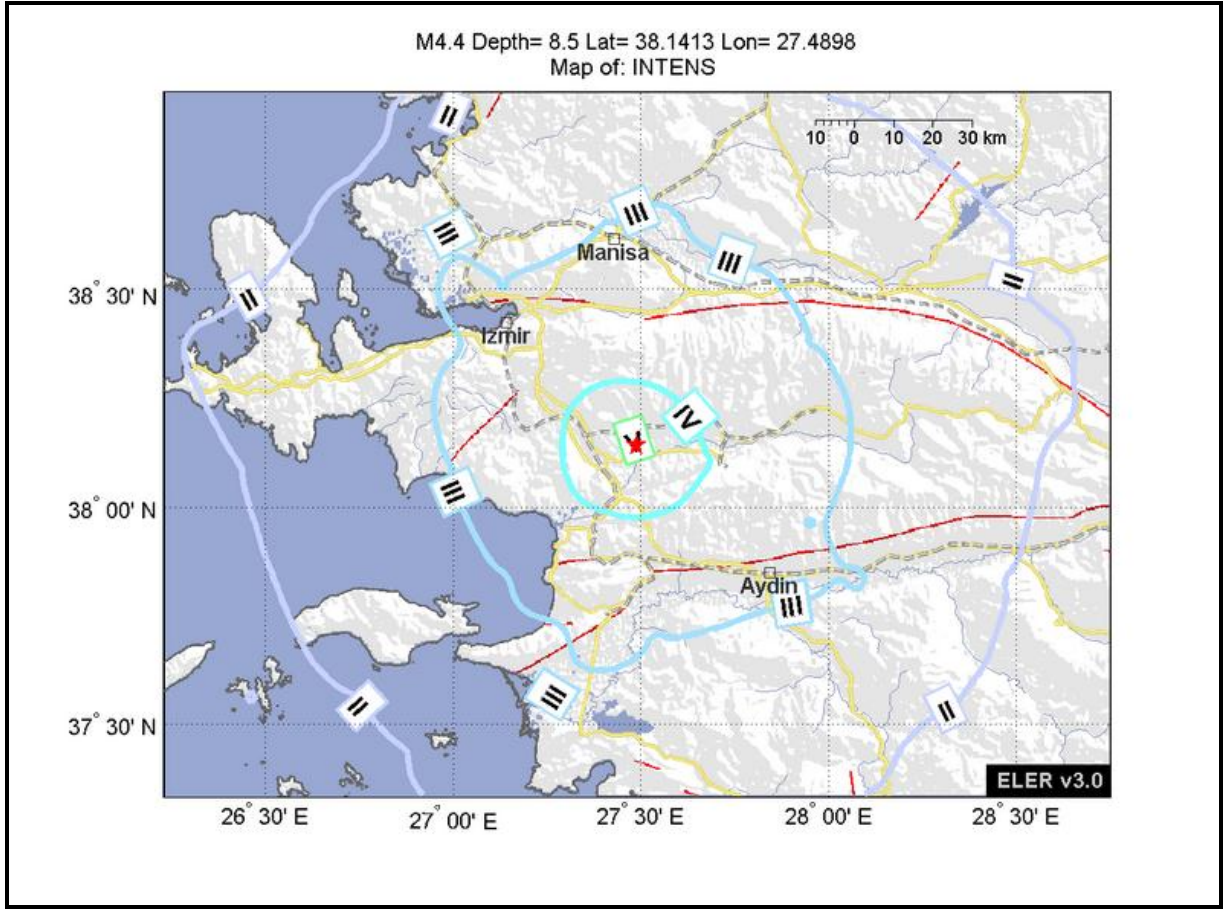 M4.4 Depth= 8.5 Lat= 38.1413 Lon= 27.4898
Map of: INTENS
II
10 0 10 20 30 km
III
III
Manisa
III
II
38° 30' N
II
Izmir
IV
V
III
38° 00' N
Aydin
III
III
II
II
37° 30' N
ELER v3.0
26° 30' E
27° 00' E
27° 30' E
28° 00' E
28° 30' E